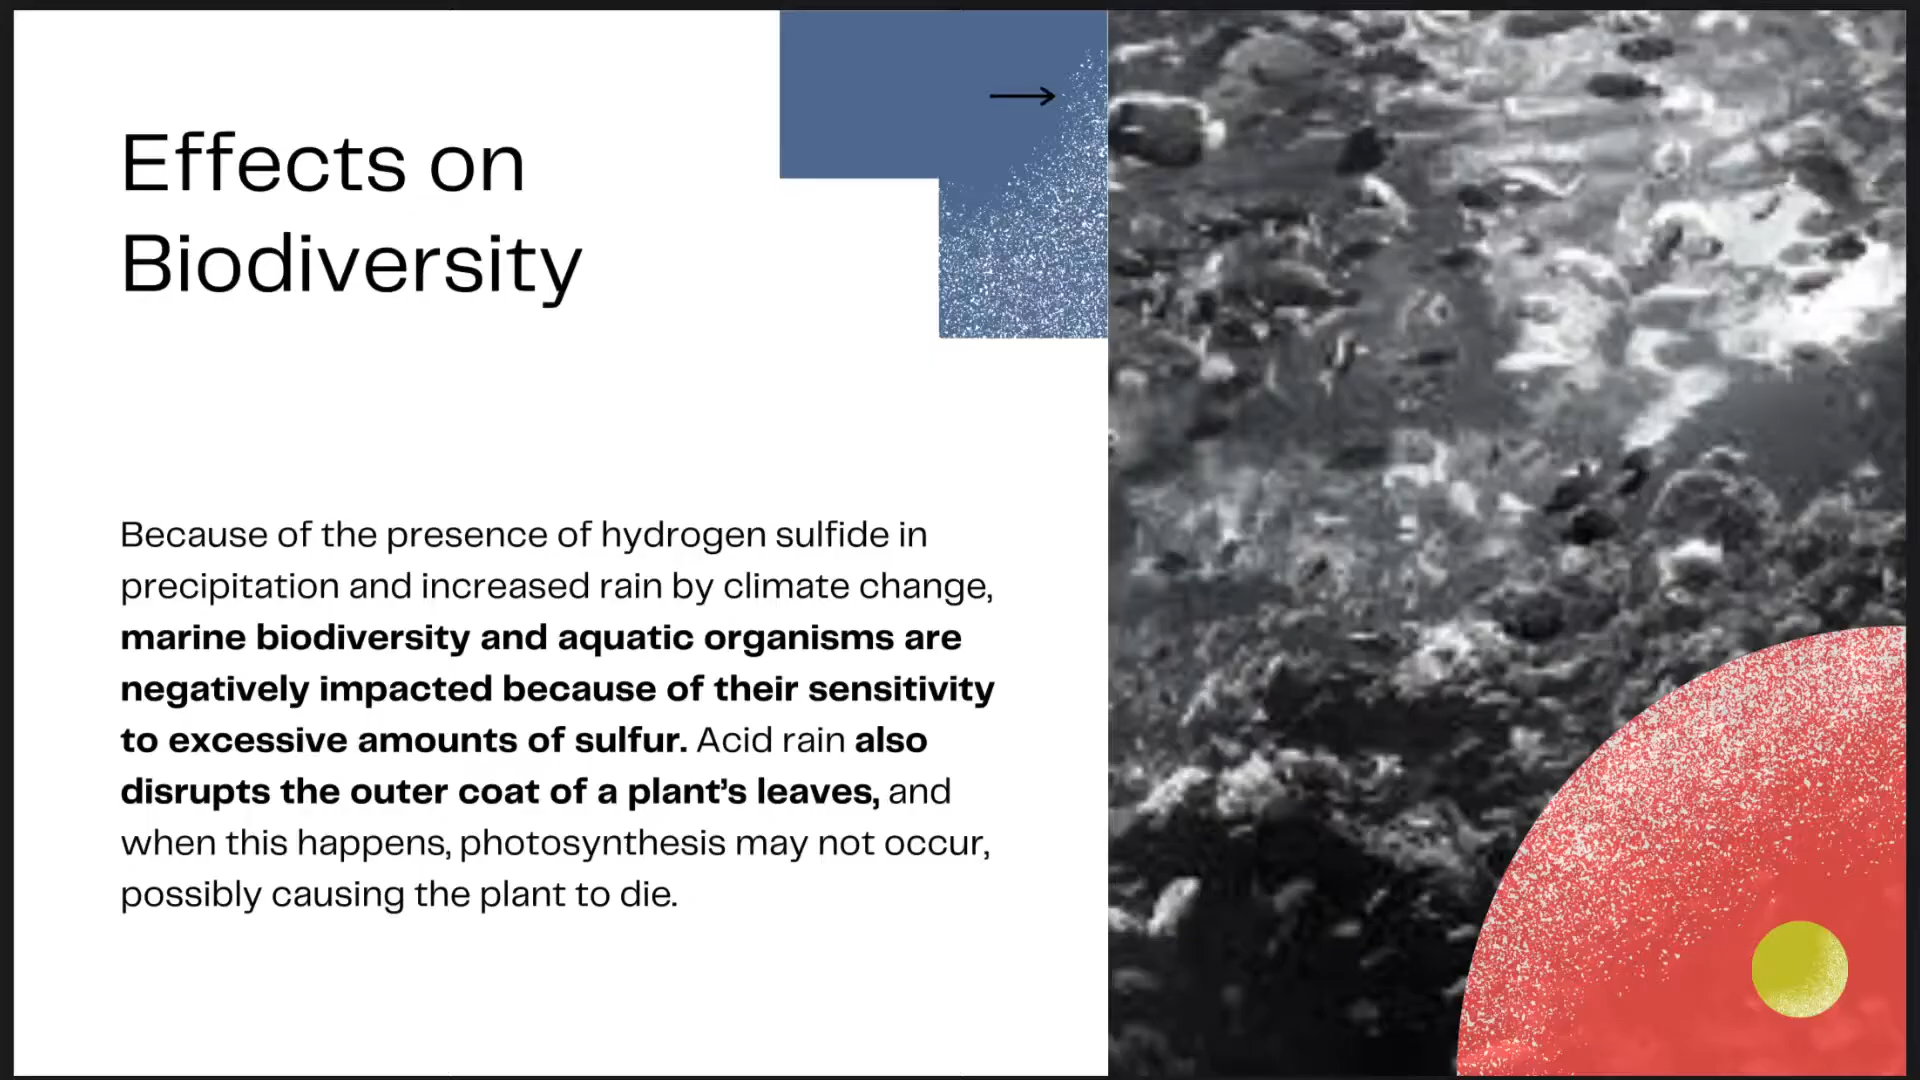 Effects on
Biodiversity
Because of the presence of hydrogen sulfide in
precipitation and increased rain by climate change,
marine biodiversity and aquatic organisms are
negatively impacted because of their sensitivity
to excessive amounts of sulfur. Acid rain also
disrupts the outer coat of a plant’s leaves, and
when this happens, photosynthesis may not occur,
possibly causing the plant to die.